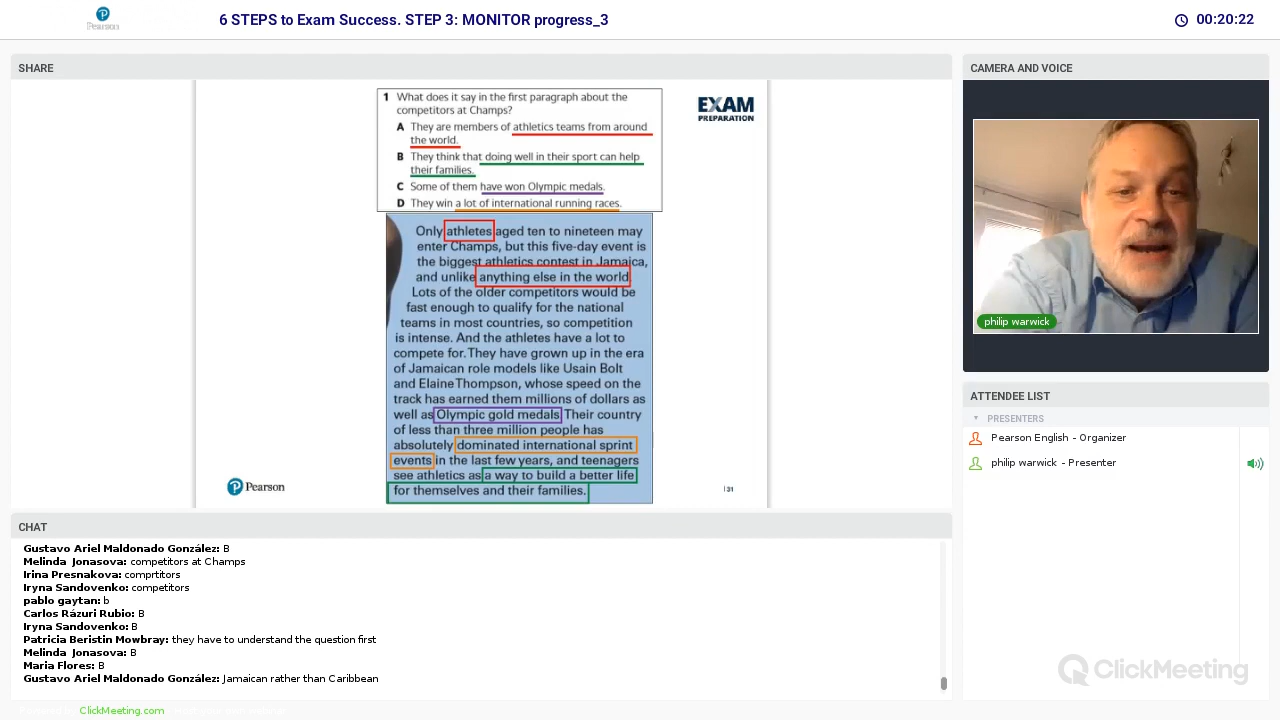 Pearson
6 STEPS to Exam Success. STEP 3: MONITOR progress_3
00:20:22
SHARE
1 What does it say in the first paragraph about the
competitors at Champs?
A They are members of athletics teams from around
the world.
B They think that doing well in their sport can help
their families.
C Some of them have won Olympic medals.
D They win a lot of international running races.
EXAM
PREPARATION
Only athletes aged ten to nineteen may
enter Champs, but this five-day event is
the biggest athletics contest in Jamaica,
and unlike anything else in the world.
Lots of the older competitors would be
fast enough to qualify for the national
teams in most countries, so competition
is intense. And the athletes have a lot to
compete for. They have grown up in the era
of Jamaican role models like Usain Bolt
and Elaine Thompson, whose speed on the
track has earned them millions of dollars as
well as Olympic gold medals. Their country
of less than three million people has
absolutely dominated international sprint
events in the last few years, and teenagers
see athletics as a way to build a better life
for themselves and their families.
Pearson
31
CAMERA AND VOICE
philip warwick
ATTENDEE LIST
PRESENTERS
Pearson English - Organizer
philip warwick - Presenter
CHAT
Gustavo Ariel Maldonado González: B
Melinda Jonasova: competitors at Champs
Irina Presnakova: comprtitors
Iryna Sandovenko: competitors
pablo gaytan: b
Carlos Rázuri Rubio: B
Iryna Sandovenko: B
Patricia Beristin Mowbray: they have to understand the question first
Melinda Jonasova: B
Maria Flores: B
Gustavo Ariel Maldonado González: Jamaican rather than Caribbean
ClickMeeting
ClickMeeting.com